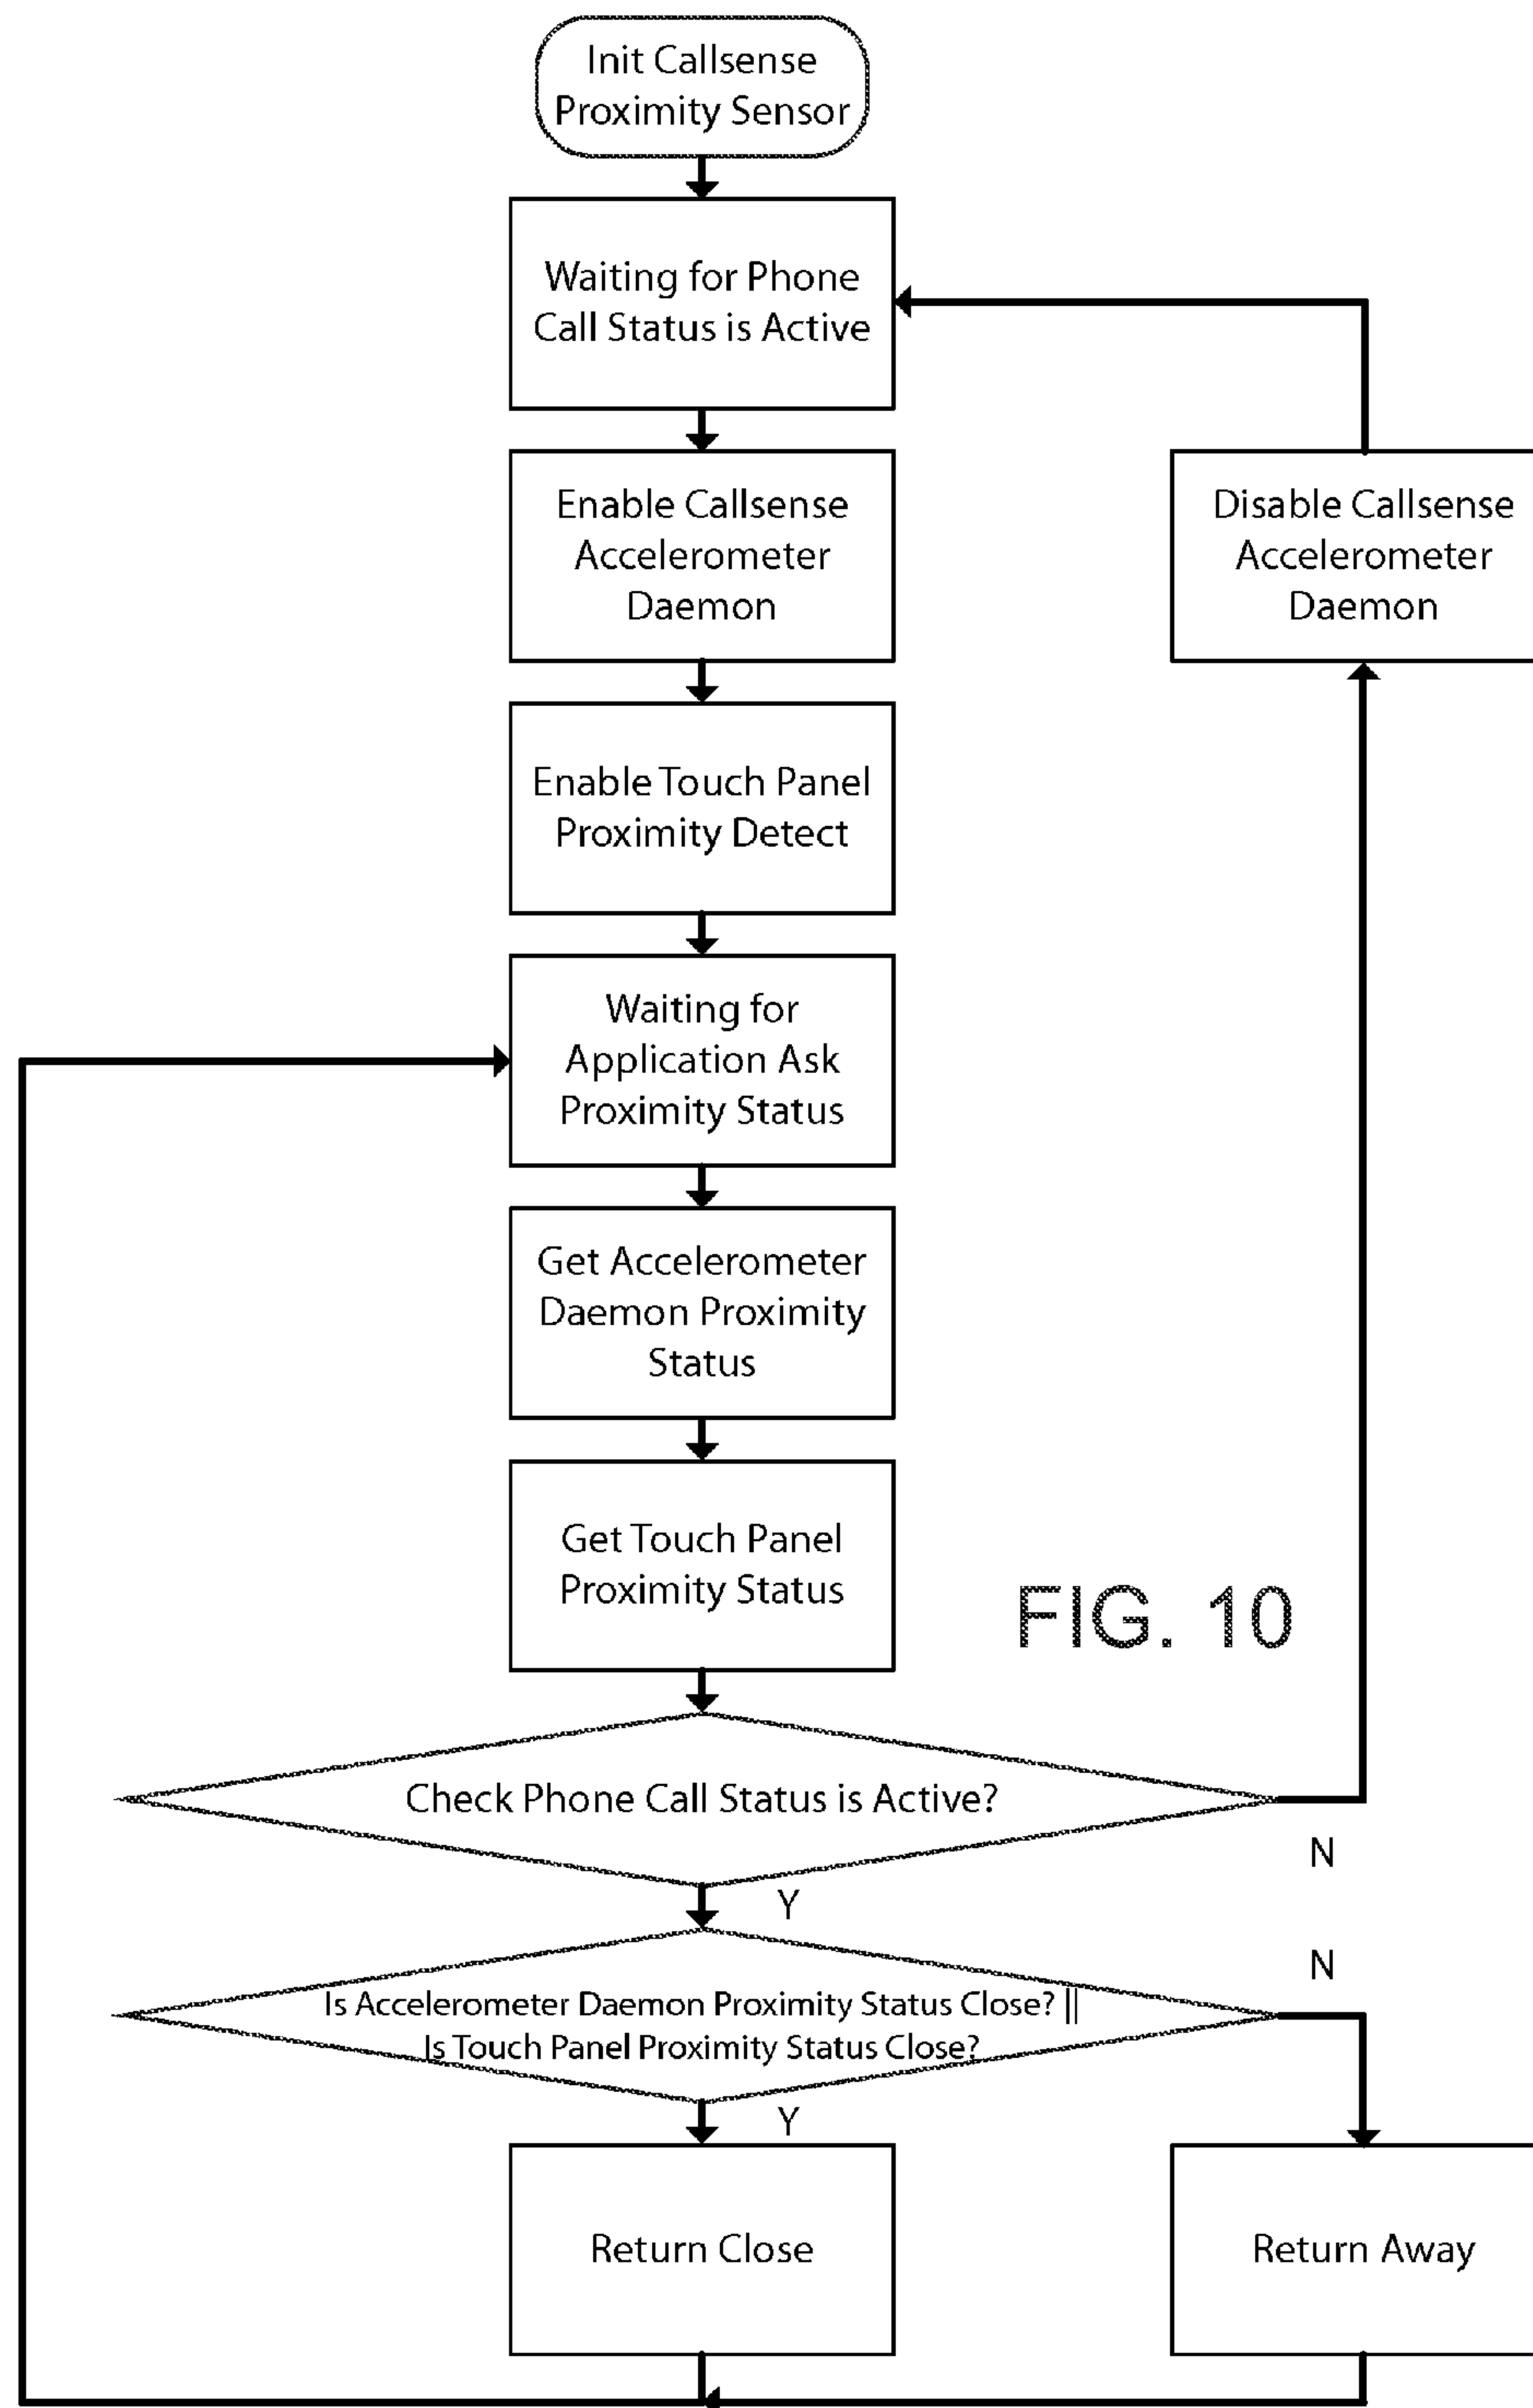 Init Callsense
Proximity Sensor
Waiting for Phone
Call Status is Active
Enable Callsense
Accelerometer
Daemon
Disable Callsense
Accelerometer
Daemon
Enable Touch Panel
Proximity Detect
Waiting for
Application Ask
Proximity Status
Get Accelerometer
Daemon Proximity
Status
Get Touch Panel
Proximity Status
FIG. 10
Check Phone Call Status is Active?
N
Y
N
Is Accelerometer Daemon Proximity Status Close? ||
Is Touch Panel Proximity Status Close?
Y
Return Close
Return Away